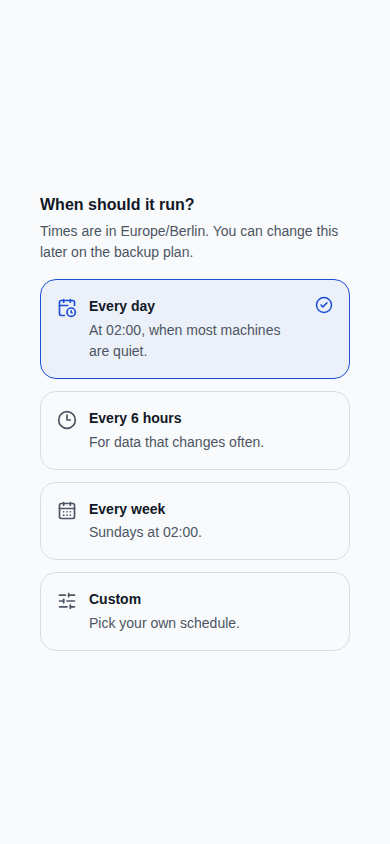 When should it run?
Times are in Europe/Berlin. You can change this
later on the backup plan.
Every day
At 02:00, when most machines
are quiet.
Every 6 hours
For data that changes often.
Every week
Sundays at 02:00.
Custom
Pick your own schedule.